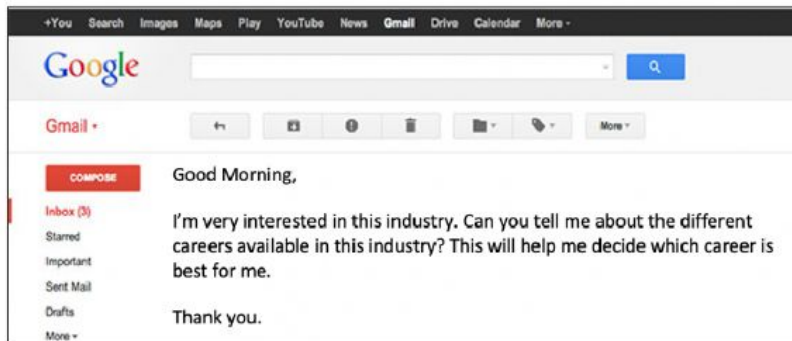 +You Search Images Maps Play YouTube News Gmail Drive Calendar More
Google
Gmail
More
COMPOSE
Good Morning,
Inbox (3)
I'm very interested in this industry. Can you tell me about the different
Starred
careers available in this industry? This will help me decide which career is
Important
best for me.
Sent Mail
Drafts
Thank you.
More